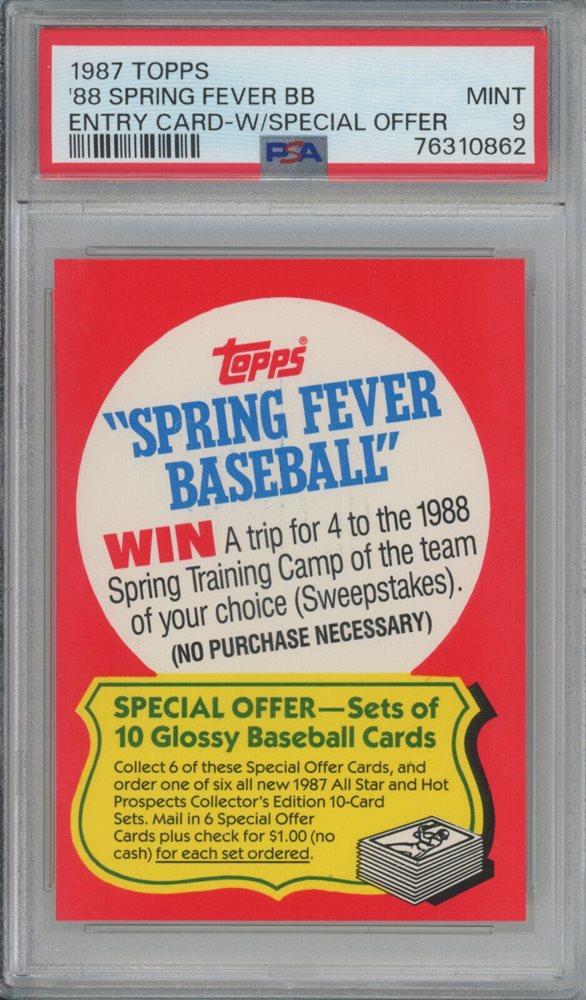 1987 TOPPS
'88 SPRING FEVER BB MINT
ENTRY CARD-W/SPECIAL OFFER 9
PSA 76310862
Topps®
"SPRING FEVER
BASEBALL"
WIN A trip for 4 to the 1988
Spring Training Camp of the team
of your choice (Sweepstakes).
(NO PURCHASE NECESSARY)
SPECIAL OFFER—Sets of
10 Glossy Baseball Cards
Collect 6 of these Special Offer Cards, and
order one of six all new 1987 All Star and Hot
Prospects Collector's Edition 10-Card
Sets. Mail in 6 Special Offer
Cards plus check for $1.00 (no
cash) for each set ordered.